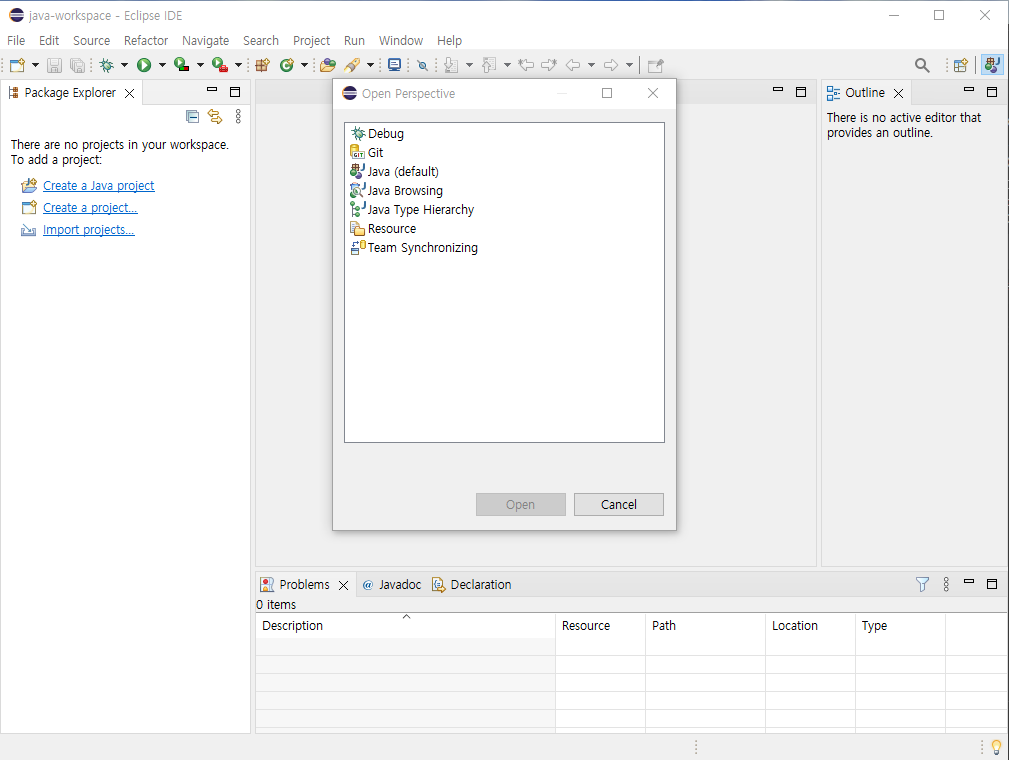 java-workspace - Eclipse IDE
File Edit Source Refactor Navigate Search Project Run Window Help
Package Explorer
There are no projects in your workspace.
To add a project:
Create a Java project
Create a project...
Import projects...
Open Perspective
Debug
GIT Git
Java (default)
Java Browsing
Java Type Hierarchy
Resource
Team Synchronizing
Open Cancel
Outline
There is no active editor that
provides an outline.
Problems @ Javadoc Declaration
0 items
Description Resource Path Location Type